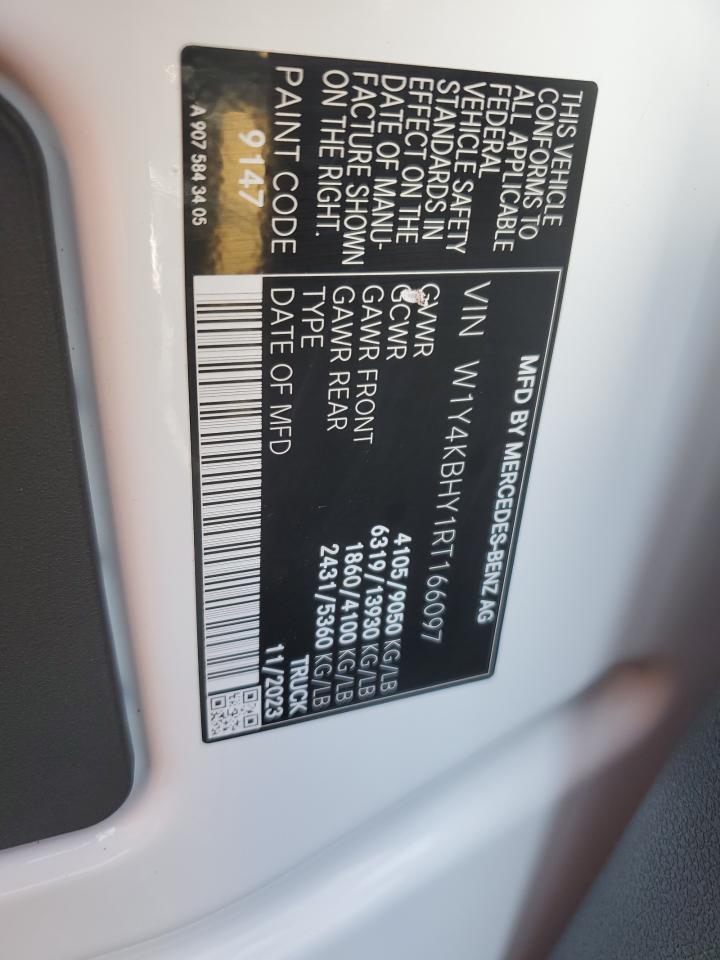 MFD BY MERCEDES-BENZ AG
THIS VEHICLE
CONFORMS TO
ALL APPLICABLE
FEDERAL
VEHICLE SAFETY
STANDARDS IN
EFFECT ON THE
DATE OF MANU-
FACTURE SHOWN
ON THE RIGHT.
PAINT CODE
9147
A 907 584 34 05
VIN W1Y4KBHY1RT166097
GVWR 4105/9050 KG/LB
GCWR 6319/13930 KG/LB
GAWR FRONT 1860/4100 KG/LB
GAWR REAR 2431/5360 KG/LB
TYPE TRUCK
DATE OF MFD 11/2023